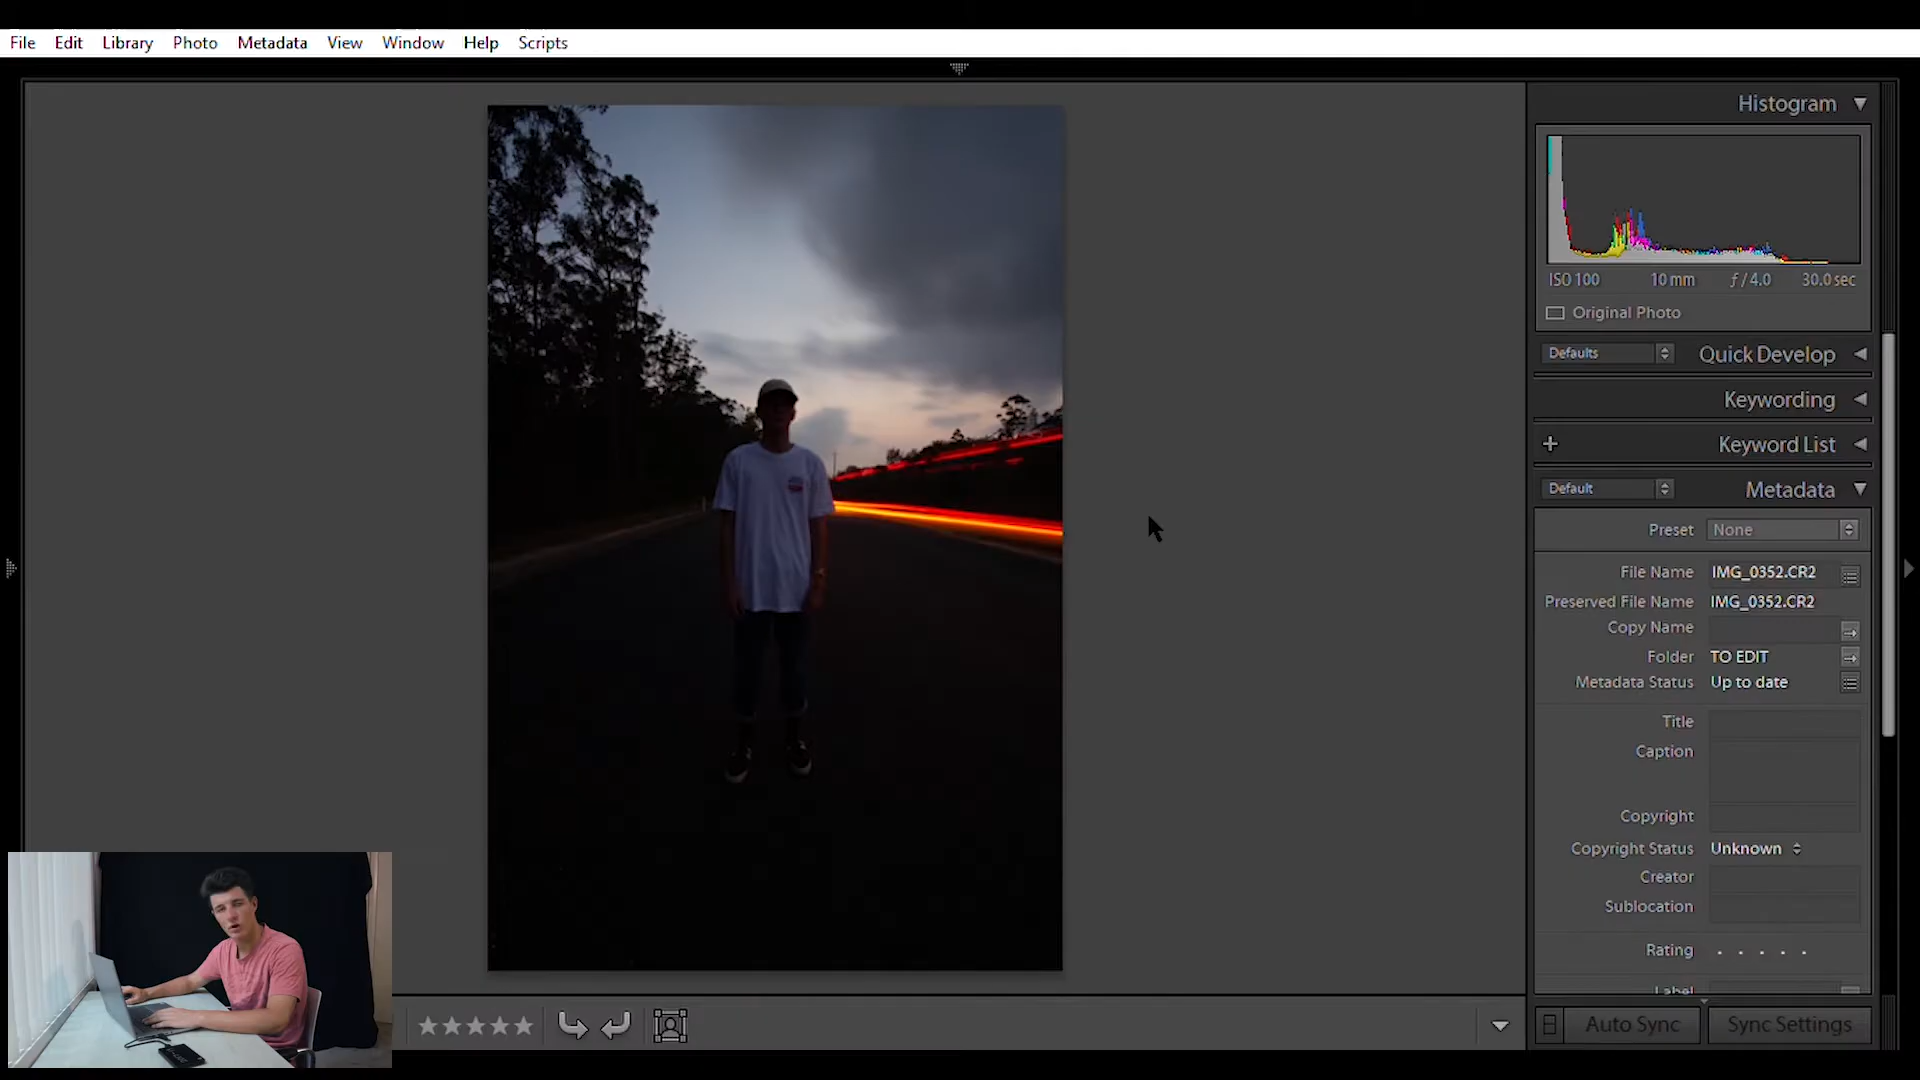 File Edit Library Photo Metadata View Window Help Scripts
Histogram
ISO 100 10 mm ƒ / 4.0 30.0 sec
Original Photo
Defaults Quick Develop
Keywording
Keyword List
Default Metadata
Preset None
File Name IMG_0352.CR2
Preserved File Name IMG_0352.CR2
Copy Name
Folder TO EDIT
Metadata Status Up to date
Title
Caption
Copyright
Copyright Status Unknown
Creator
Sublocation
Rating
Label
Auto Sync Sync Settings